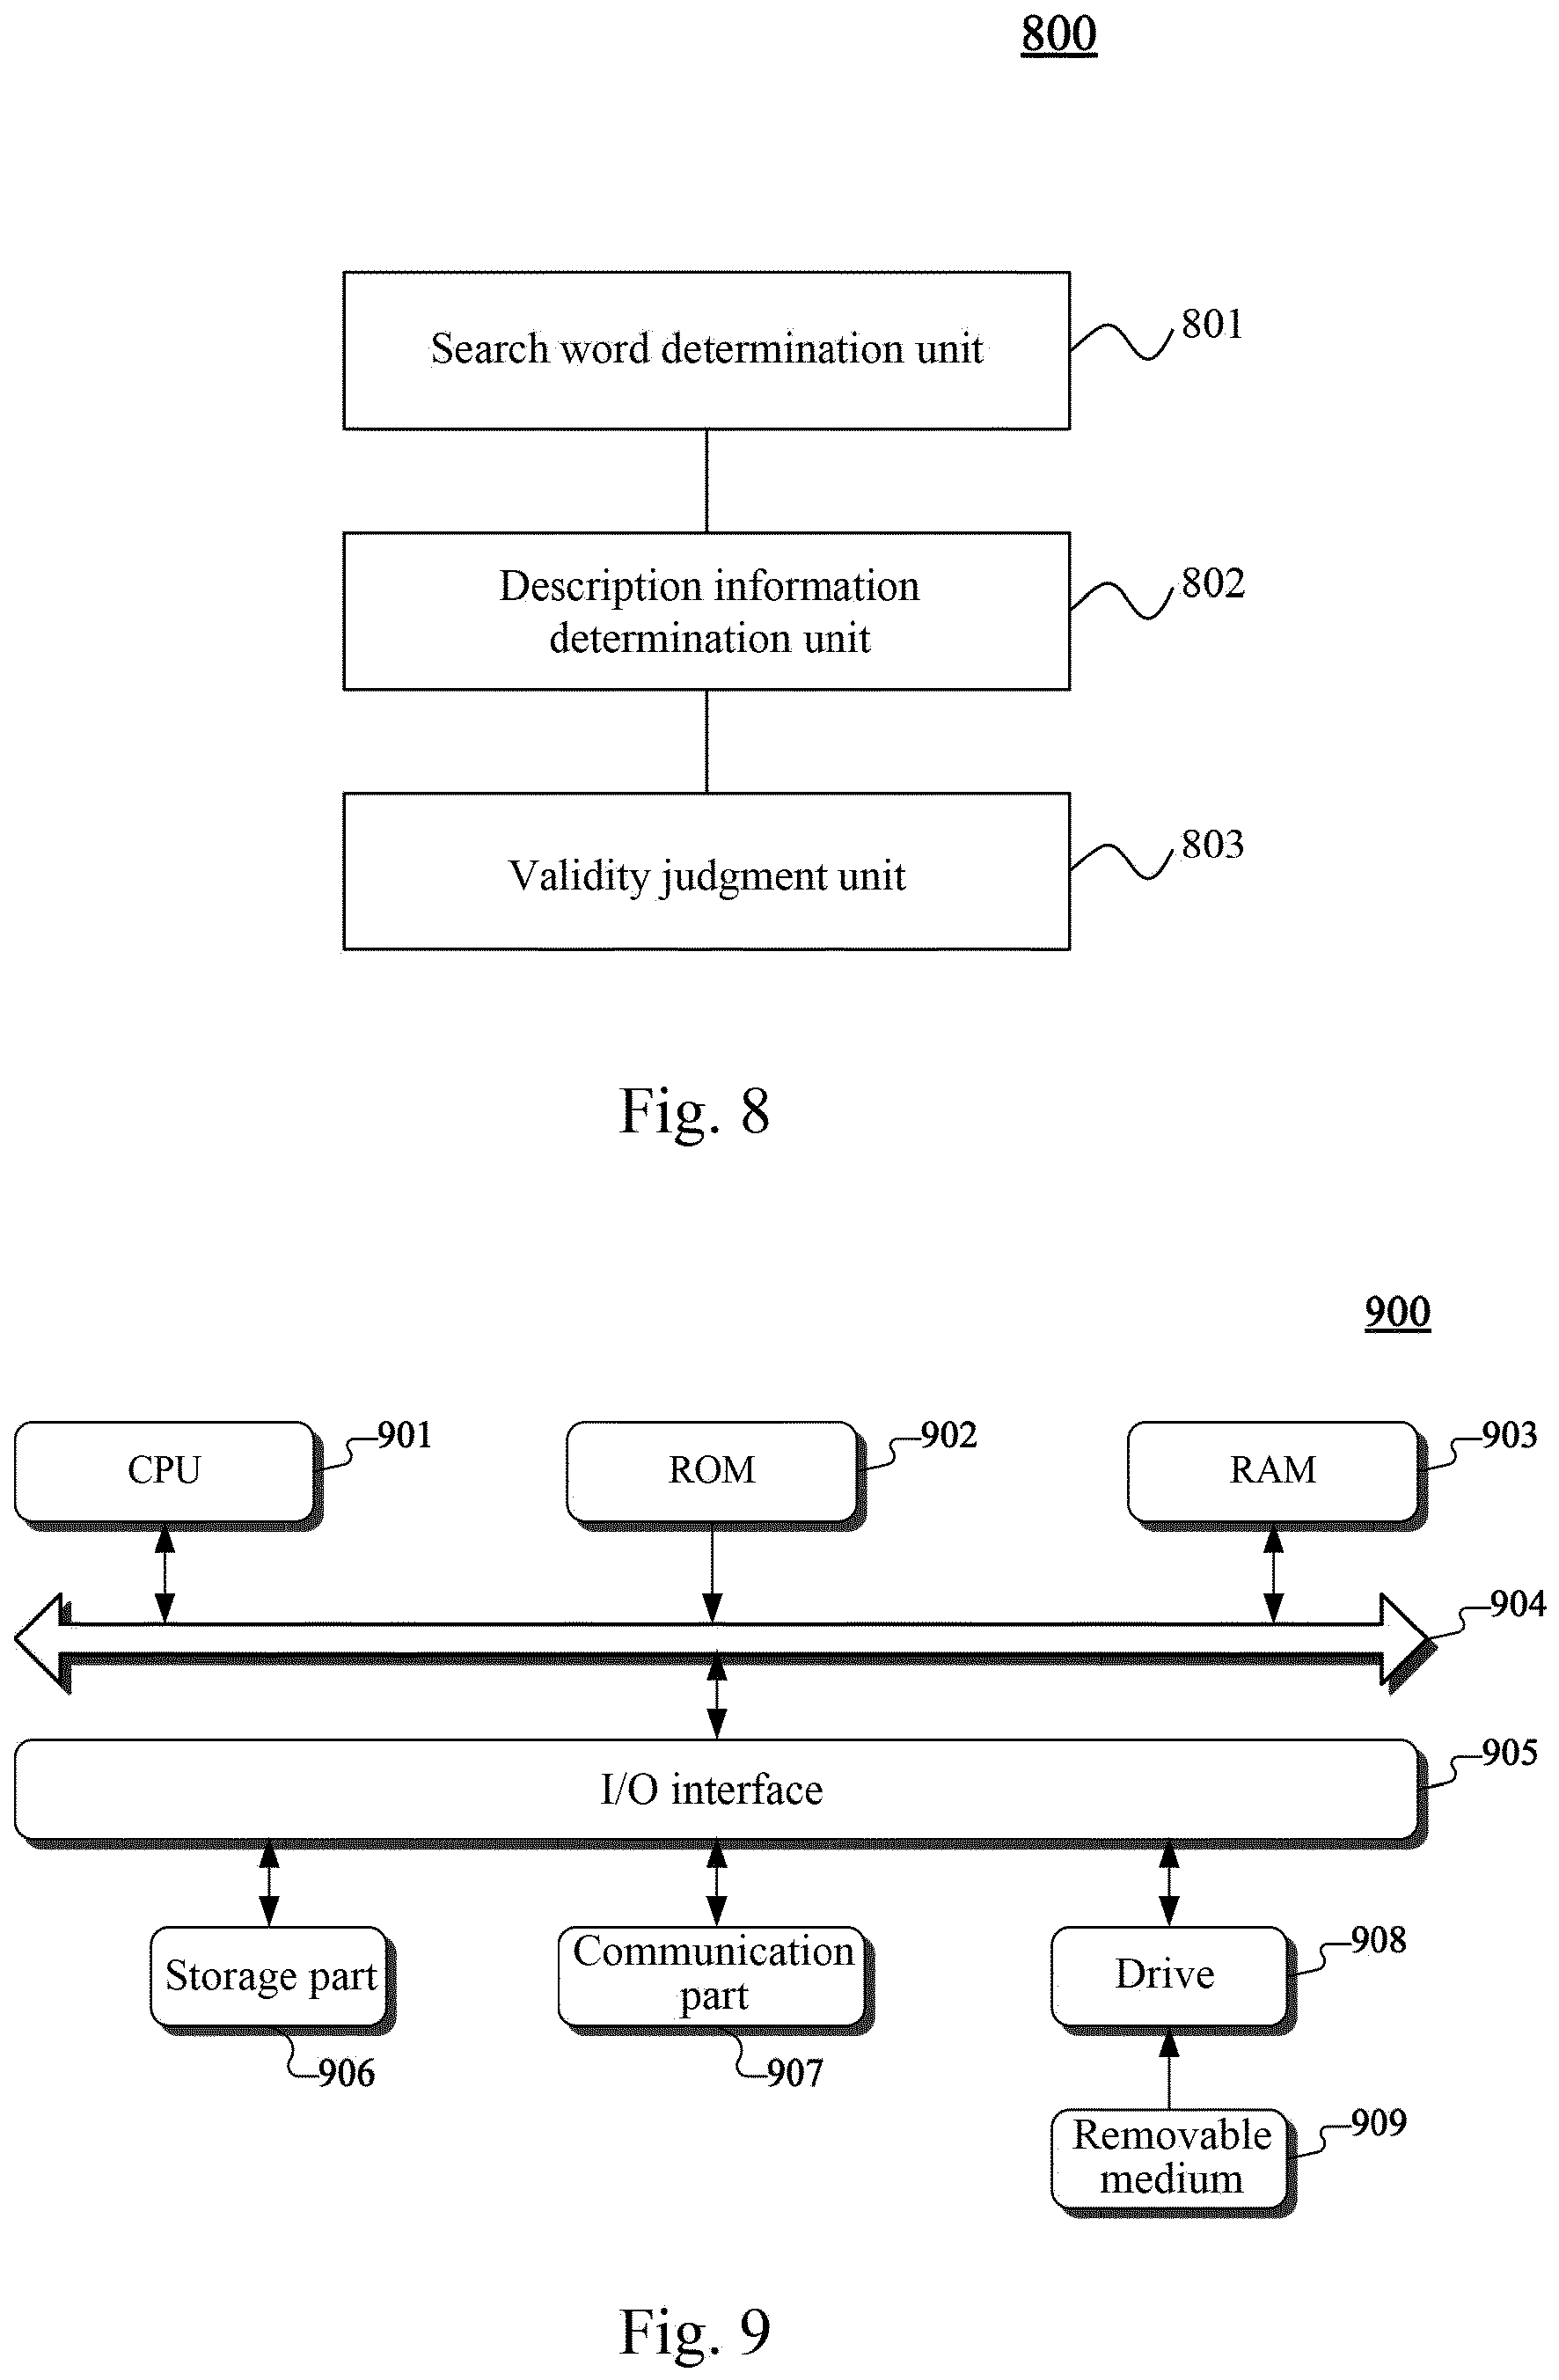 800
Search word determination unit
801
Description information
determination unit
802
Validity judgment unit
803
Fig. 8
900
CPU
901
ROM
902
RAM
903
904
I/O interface
905
Storage part
906
Communication
part
907
Drive
908
Removable
medium
909
Fig. 9